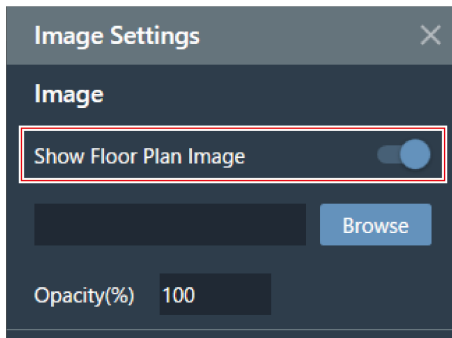 Image Settings
Image
Show Floor Plan Image
Browse
Opacity(%) 100